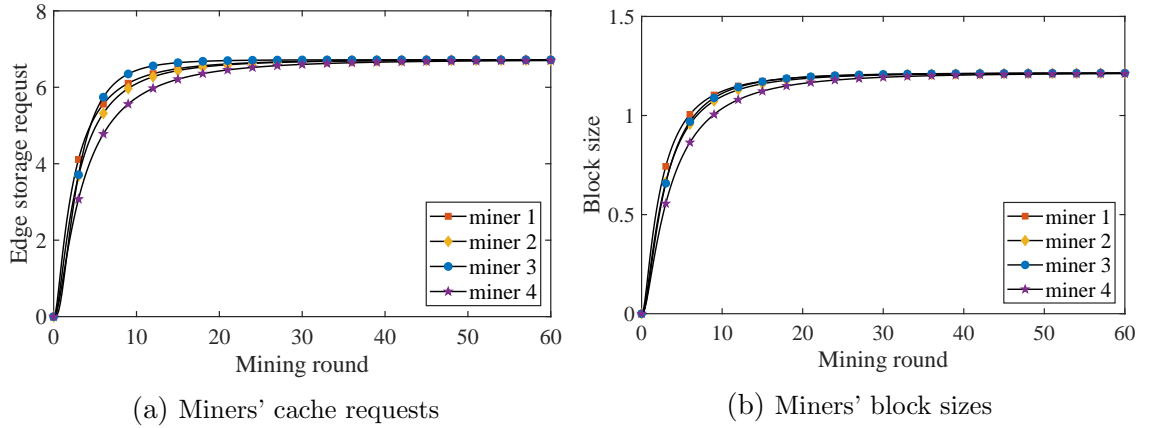 8
6
4
2
0
Edge storage reqeust
0 10 20 30 40 50 60
Mining round
miner 1
miner 2
miner 3
miner 4
(a) Miners' cache requests
1.5
1
0.5
0
Block size
0 10 20 30 40 50 60
Mining round
miner 1
miner 2
miner 3
miner 4
(b) Miners' block sizes